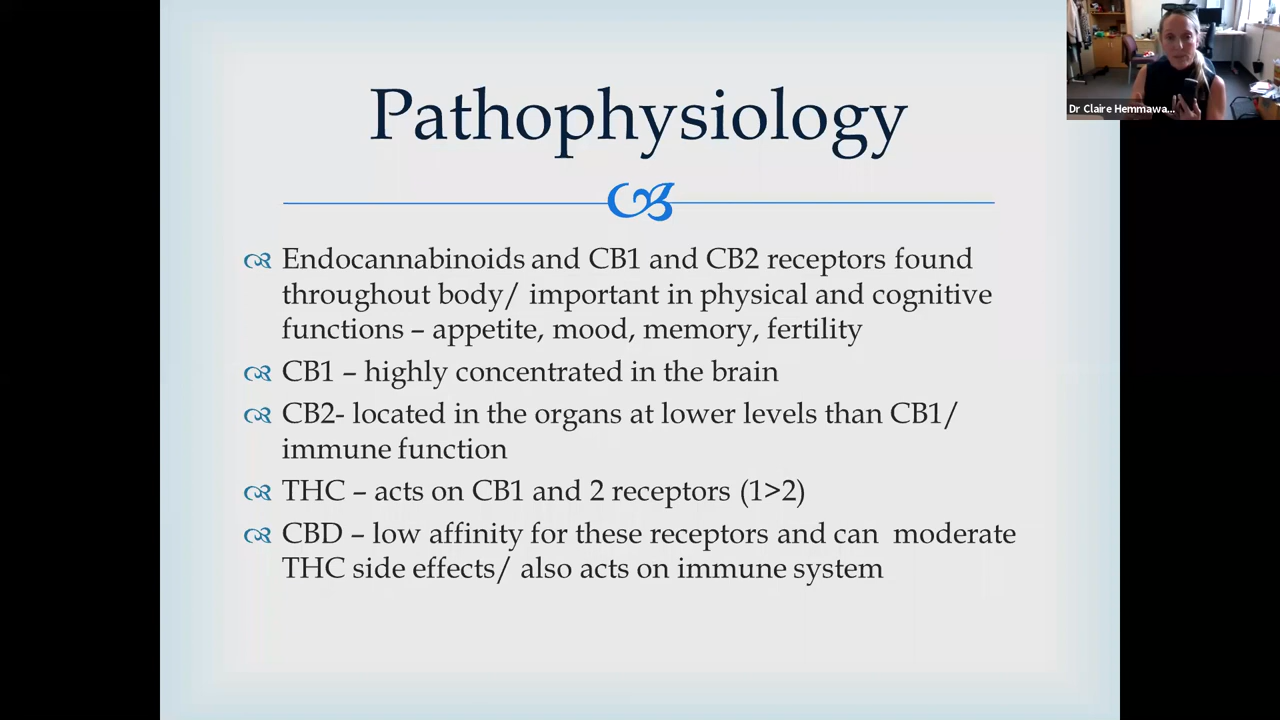 Pathophysiology
Endocannabinoids and CB1 and CB2 receptors found
throughout body/ important in physical and cognitive
functions – appetite, mood, memory, fertility
CB1 – highly concentrated in the brain
CB2- located in the organs at lower levels than CB1/
immune function
THC – acts on CB1 and 2 receptors (1>2)
CBD – low affinity for these receptors and can  moderate
THC side effects/ also acts on immune system
Dr Claire Hemmawa...